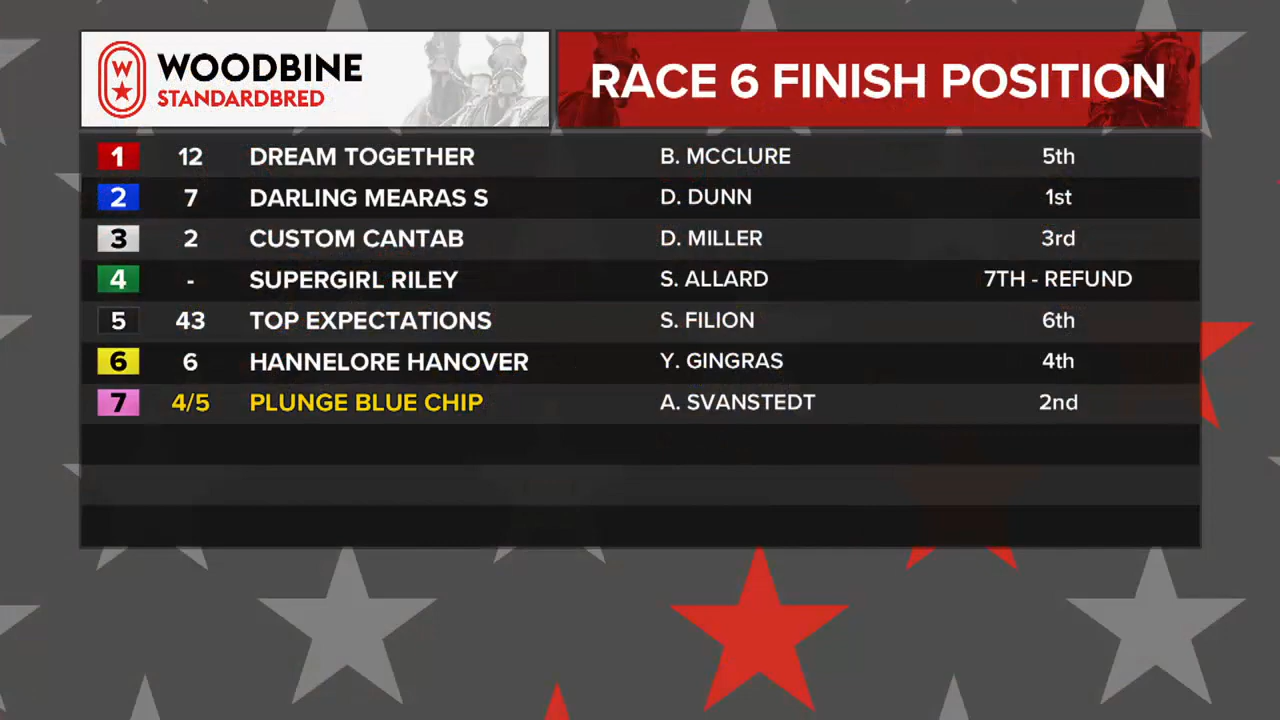 W
WOODBINE
STANDARDBRED
RACE 6 FINISH POSITION
1 12 DREAM TOGETHER B. MCCLURE 5th
2 7 DARLING MEARAS S D. DUNN 1st
3 2 CUSTOM CANTAB D. MILLER 3rd
4 - SUPERGIRL RILEY S. ALLARD 7TH - REFUND
5 43 TOP EXPECTATIONS S. FILION 6th
6 6 HANNELORE HANOVER Y. GINGRAS 4th
7 4/5 PLUNGE BLUE CHIP A. SVANSTEDT 2nd